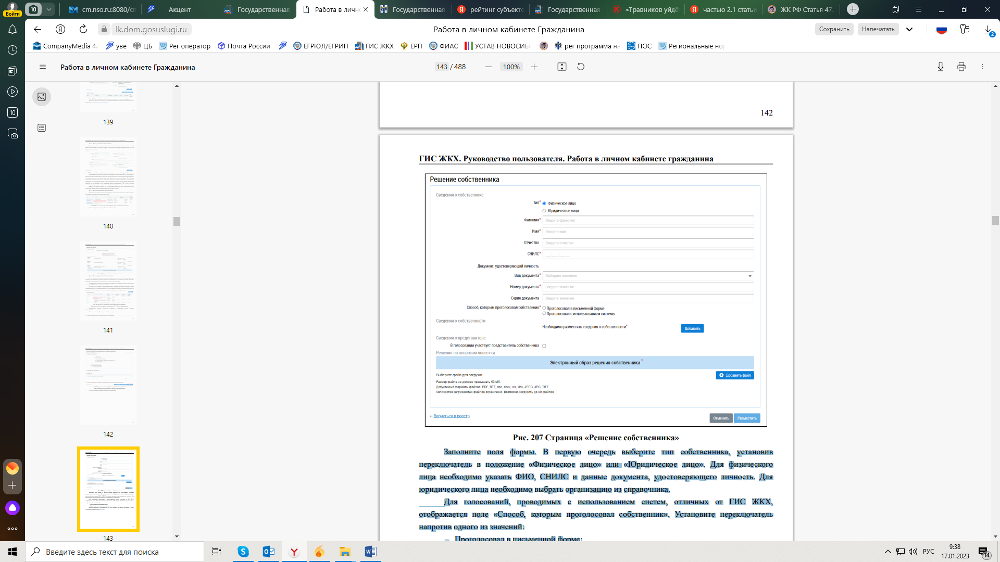 Войти
10
cm.nso.ru:8080/cm
Акцент
Государственная
Работа в личн
Государственная
рейтинг субъекто
Государственная
«Травников уйдё
частью 2.1 статьи
ЖК РФ Статья 47.
lk.dom.gosuslugi.ru
Работа в личном кабинете Гражданина
Сохранить
Напечатать
2
CompanyMedia 4.
уве
ЦБ
Рег оператор
Почта России
ЕГРЮЛ/ЕГРИП
ГИС ЖКХ
ЕРП
ФИАС
УСТАВ НОВОСИБ
рег программа на
ПОС
Региональные но
Работа в личном кабинете Гражданина
143 / 488
100%
10
139
140
141
142
143
142
ГИС ЖКХ. Руководство пользователя. Работа в личном кабинете гражданина
Решение собственника
Сведения о собственнике
Тип*
Физическое лицо
Юридическое лицо
Фамилия*
Введите фамилию
Имя*
Введите имя
Отчество
Введите отчество
СНИЛС*
Документ, удостоверяющий личность
Вид документа*
Выберите значение
Номер документа*
Введите значение
Серия документа
Введите значение
Способ, которым проголосовал собственник*
Проголосовал в письменной форме
Проголосовал с использованием системы
Сведения о собственности
Необходимо разместить сведения о собственности*
Добавить
Сведения о представителе
В голосовании участвует представитель собственника
Решения по вопросам повестки
Электронный образ решения собственника *
Выберите файл для загрузки
Добавить файл
Размер файла не должен превышать 50 Мб.
Допустимые форматы файлов: PDF, RTF, doc, docx, xls, xlsx, JPEG, JPG, TIFF
Количество загружаемых файлов ограничено. Возможно загрузить до 99 файлов
← Вернуться в реестр
Отменить
Разместить
Рис. 207 Страница «Решение собственника»
Заполните поля формы. В первую очередь выберите тип собственника, установив
переключатель в положение «Физическое лицо» или «Юридическое лицо». Для физического
лица необходимо указать ФИО, СНИЛС и данные документа, удостоверяющего личность. Для
юридического лица необходимо выбрать организацию из справочника.
Для голосований, проводимых с использованием систем, отличных от ГИС ЖКХ,
отображается поле «Способ, которым проголосовал собственник». Установите переключатель
напротив одного из значений:
– Проголосовал в письменной форме;
Введите здесь текст для поиска
РУС
9:38
17.01.2023
14